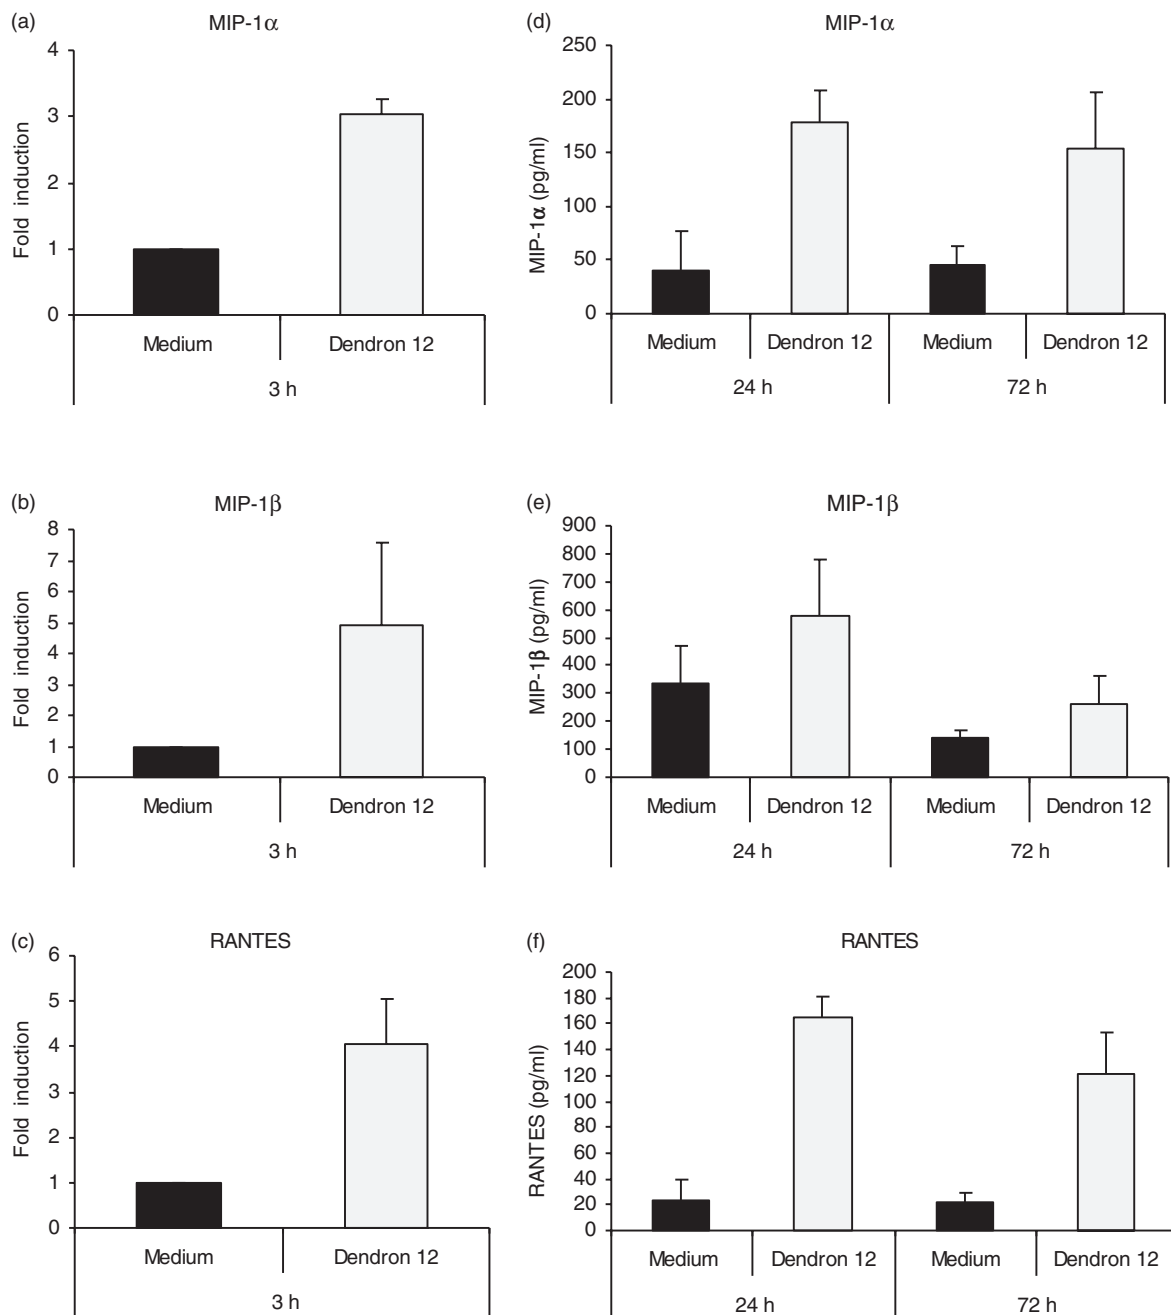 (a)
MIP-1α
Fold induction
4
3
2
1
0
Medium Dendron 12
3 h
(d)
MIP-1α
MIP-1α (pg/ml)
250
200
150
100
50
0
Medium Dendron 12 Medium Dendron 12
24 h 72 h
(b)
MIP-1β
Fold induction
8
7
6
5
4
3
2
1
0
Medium Dendron 12
3 h
(e)
MIP-1β
MIP-1β (pg/ml)
900
800
700
600
500
400
300
200
100
0
Medium Dendron 12 Medium Dendron 12
24 h 72 h
(c)
RANTES
Fold induction
6
5
4
3
2
1
0
Medium Dendron 12
3 h
(f)
RANTES
RANTES (pg/ml)
200
180
160
140
120
100
80
60
40
20
0
Medium Dendron 12 Medium Dendron 12
24 h 72 h